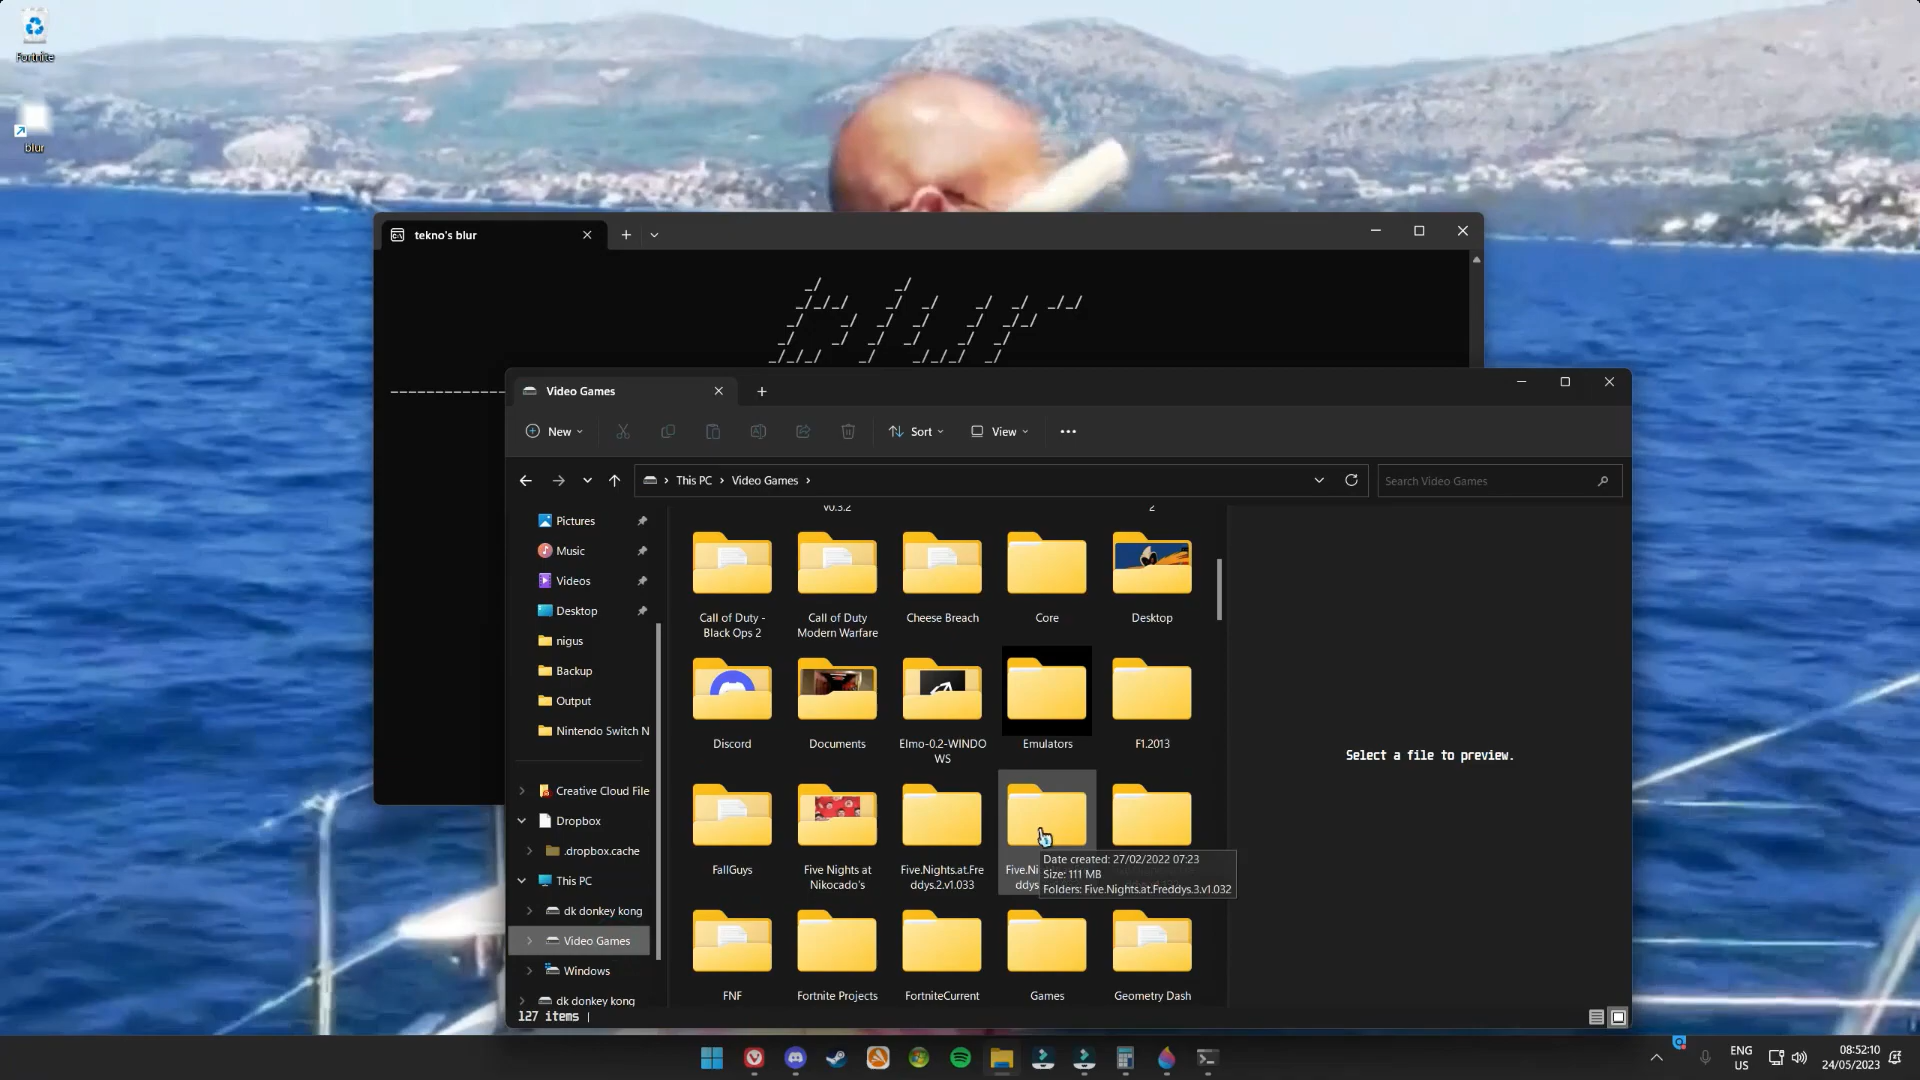 Fortnite
blur
tekno's blur
blur
Video Games
New
Sort
View
This PC
Video Games
Search Video Games
Pictures
Music
Videos
Desktop
nigus
Backup
Output
Nintendo Switch N
Creative Cloud File
Dropbox
.dropbox.cache
This PC
dk donkey kong
Video Games
Windows
dk donkey kong
v0.3.2
2
Call of Duty -
Black Ops 2
Call of Duty
Modern Warfare
Cheese Breach
Core
Desktop
Discord
Documents
Elmo-0.2-WINDO
WS
Emulators
F1.2013
FallGuys
Five Nights at
Nikocado's
Five.Nights.at.Fre
ddys.2.v1.033
Five.Ni
ddys
Date created: 27/02/2022 07:23
Size: 111 MB
Folders: Five.Nights.at.Freddys.3.v1.032
FNF
Fortnite Projects
FortniteCurrent
Games
Geometry Dash
Select a file to preview.
127 items
ENG
US
08:52:10
24/05/2023